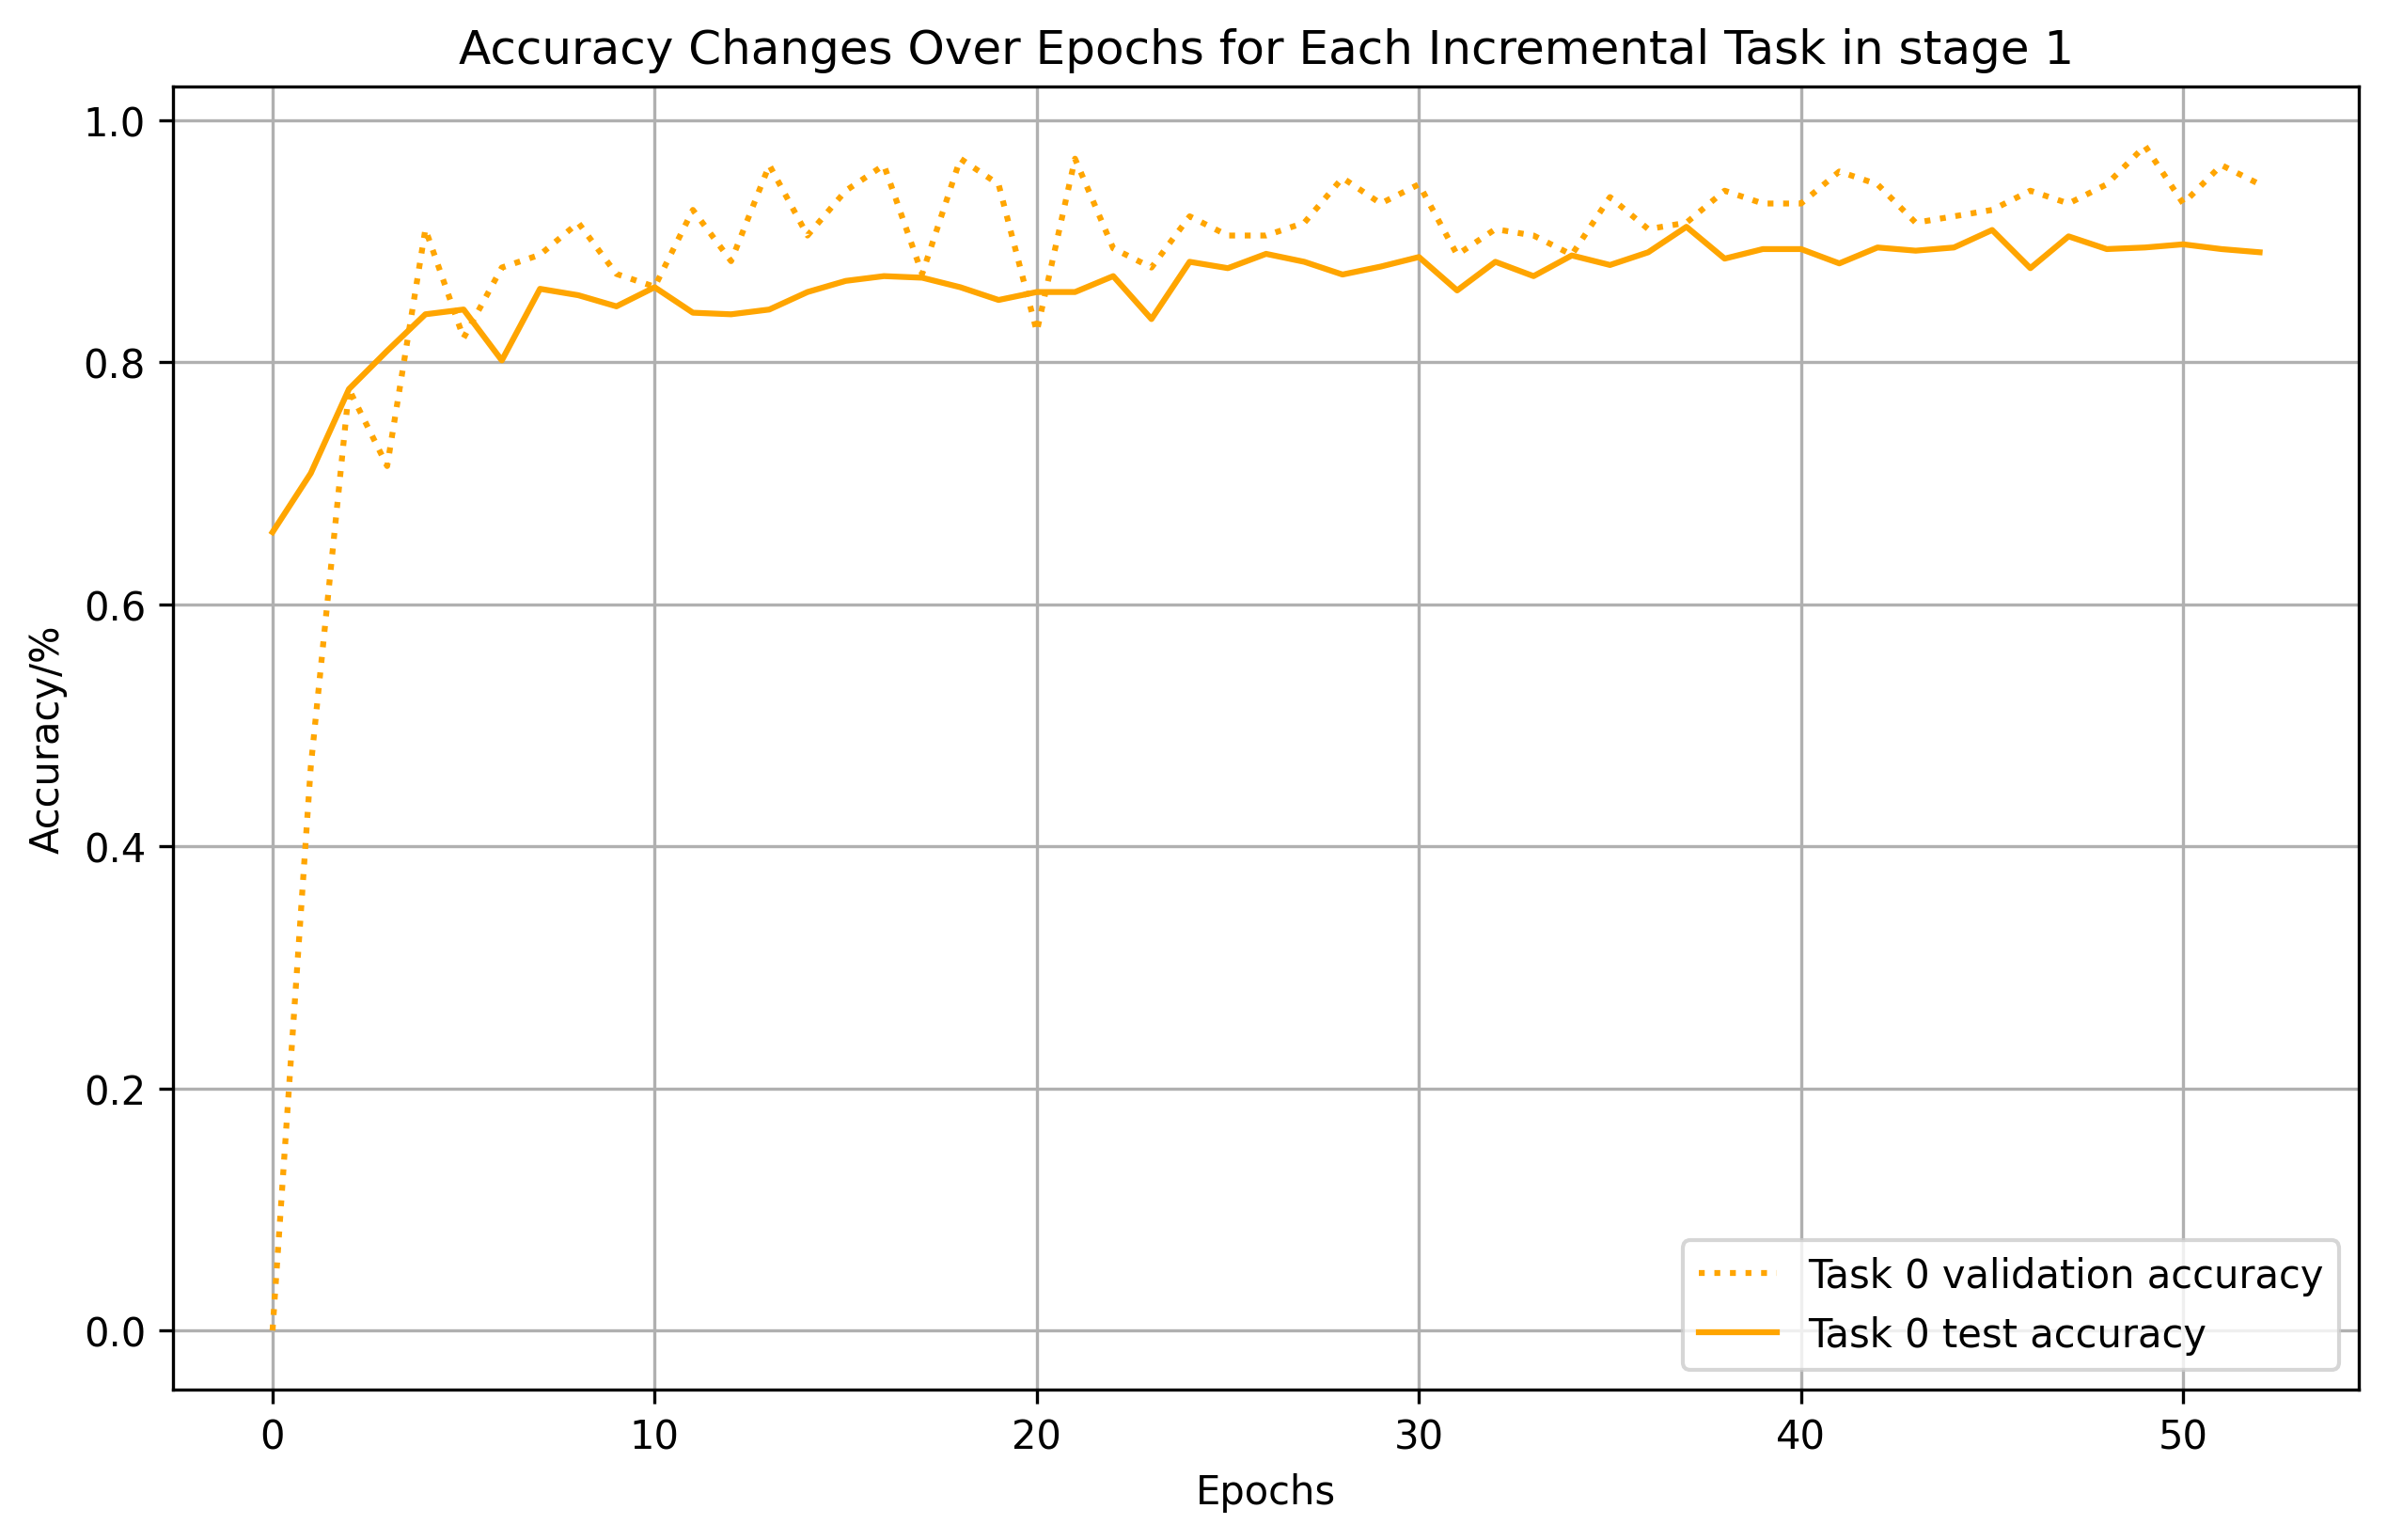 Accuracy Changes Over Epochs for Each Incremental Task in stage 1
1.0
0.8
0.6
0.4
0.2
0.0
Accuracy/%
0 10 20 30 40 50
Epochs
Task 0 validation accuracy
Task 0 test accuracy